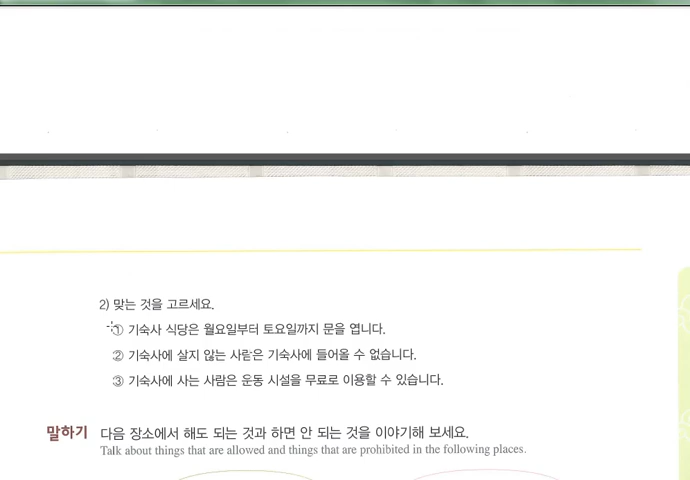 2) 맞는 것을 고르세요.
① 기숙사 식당은 월요일부터 토요일까지 문을 엽니다.
② 기숙사에 살지 않는 사람은 기숙사에 들어올 수 없습니다.
③ 기숙사에 사는 사람은 운동 시설을 무료로 이용할 수 있습니다.
말하기 다음 장소에서 해도 되는 것과 하면 안 되는 것을 이야기해 보세요.
Talk about things that are allowed and things that are prohibited in the following places.